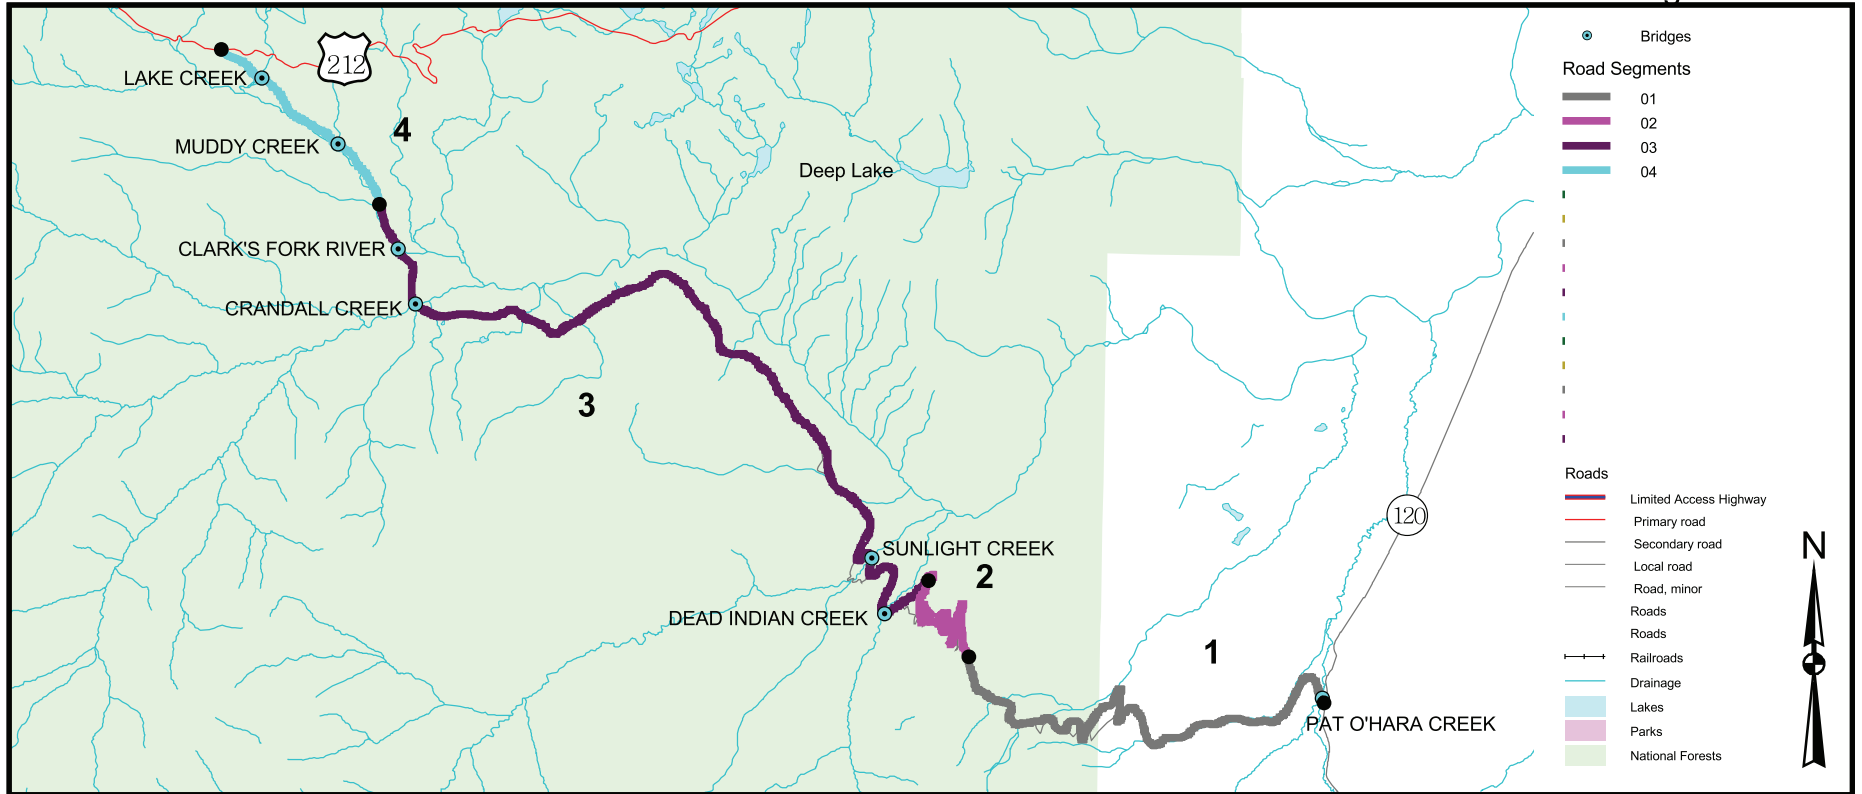 212
LAKE CREEK
4
MUDDY CREEK
Deep Lake
CLARK'S FORK RIVER
CRANDALL CREEK
3
120
SUNLIGHT CREEK
2
DEAD INDIAN CREEK
1
PAT O'HARA CREEK
Bridges
Road Segments
01
02
03
04
Roads
Limited Access Highway
Primary road
Secondary road
Local road
Road, minor
Roads
Roads
Railroads
Drainage
Lakes
Parks
National Forests
N